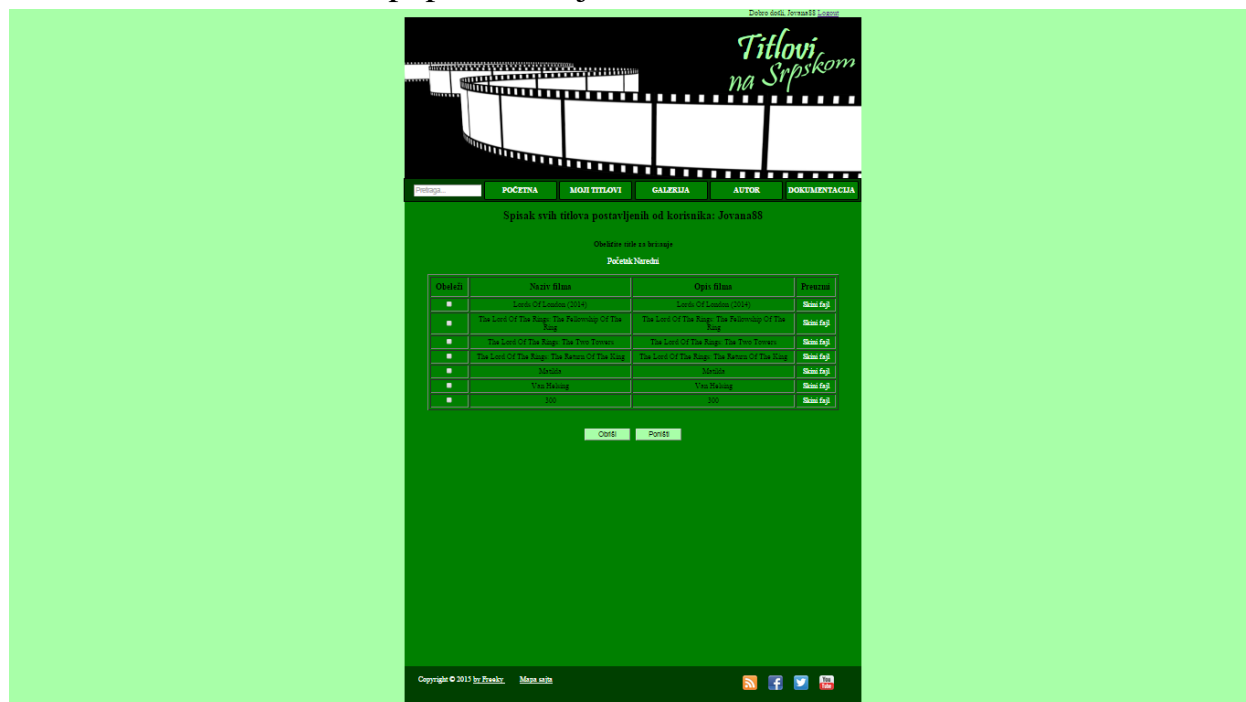 Dobro došli, Jovana88 Logout
Titlovi
na Srpskom
Pretraga... POČETNA MOJI TITLOVI GALERIJA AUTOR DOKUMENTACIJA
Spisak svih titlova postavljenih od korisnika: Jovana88
Obeležite title za brisanje
Početak Naredni
Obeleži Naziv filma Opis filma Preuzmi
Lords Of London (2014) Lords Of London (2014) Skini fajl
The Lord Of The Rings: The Fellowship Of The The Lord Of The Rings: The Fellowship Of The Skini fajl
Ring Ring
The Lord Of The Rings: The Two Towers The Lord Of The Rings: The Two Towers Skini fajl
The Lord Of The Rings: The Return Of The King The Lord Of The Rings: The Return Of The King Skini fajl
Matilda Matilda Skini fajl
Van Helsing Van Helsing Skini fajl
300 300 Skini fajl
Obriši Poništi
Copyright © 2015 by Freeky Mapa sajta
You
Tube